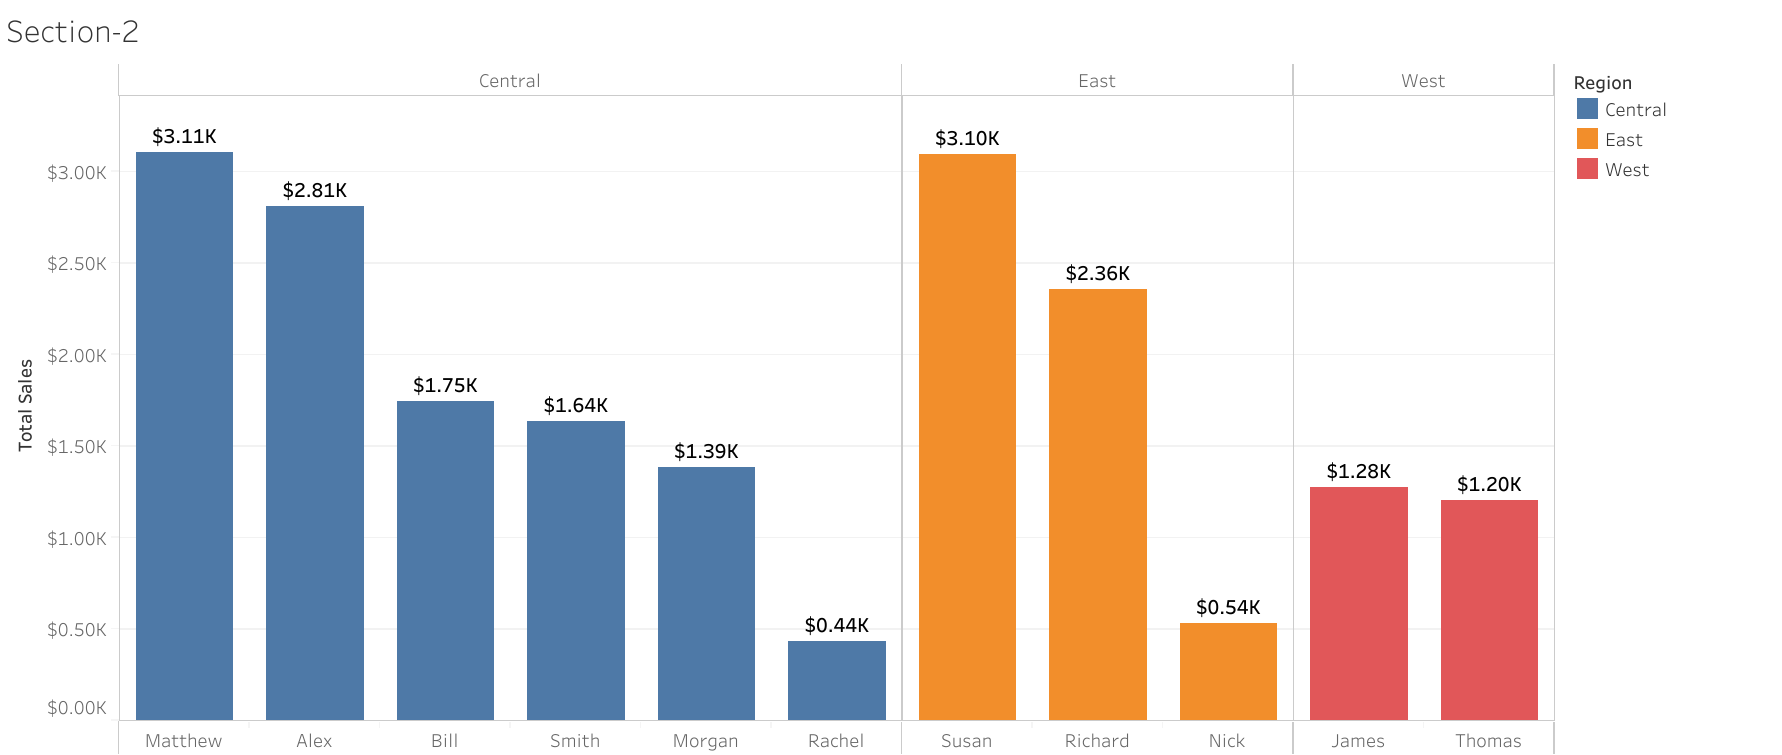 Section-2
Central East West
Region
Central
East
West
$3.11K
$2.81K
$1.75K
$1.64K
$1.39K
$0.44K
$3.10K
$2.36K
$0.54K
$1.28K
$1.20K
Total Sales
$3.00K
$2.50K
$2.00K
$1.50K
$1.00K
$0.50K
$0.00K
Matthew Alex Bill Smith Morgan Rachel Susan Richard Nick James Thomas